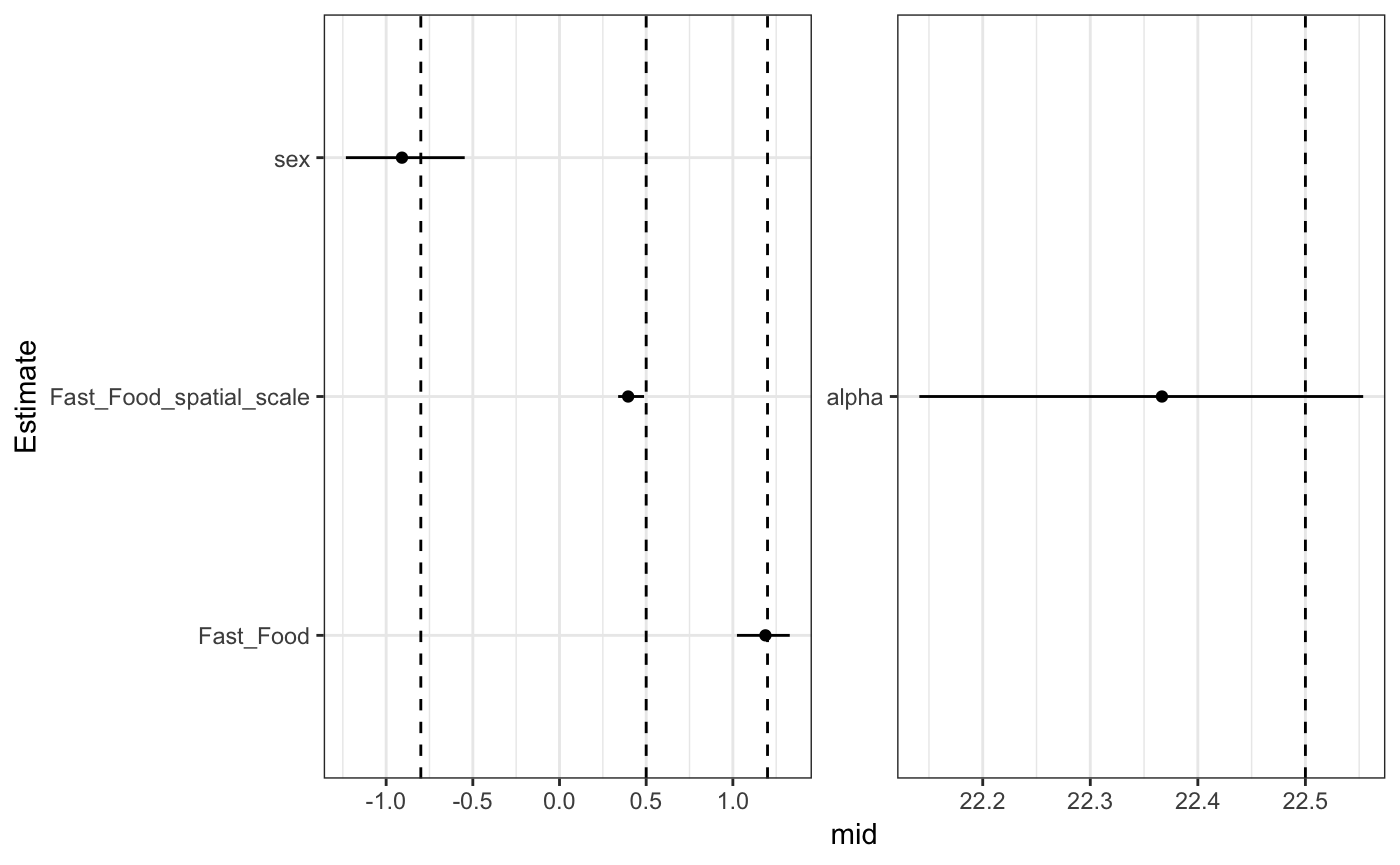 Estimate
sex
Fast_Food_spatial_scale
Fast_Food
-1.0 -0.5 0.0 0.5 1.0
alpha
22.2 22.3 22.4 22.5
mid